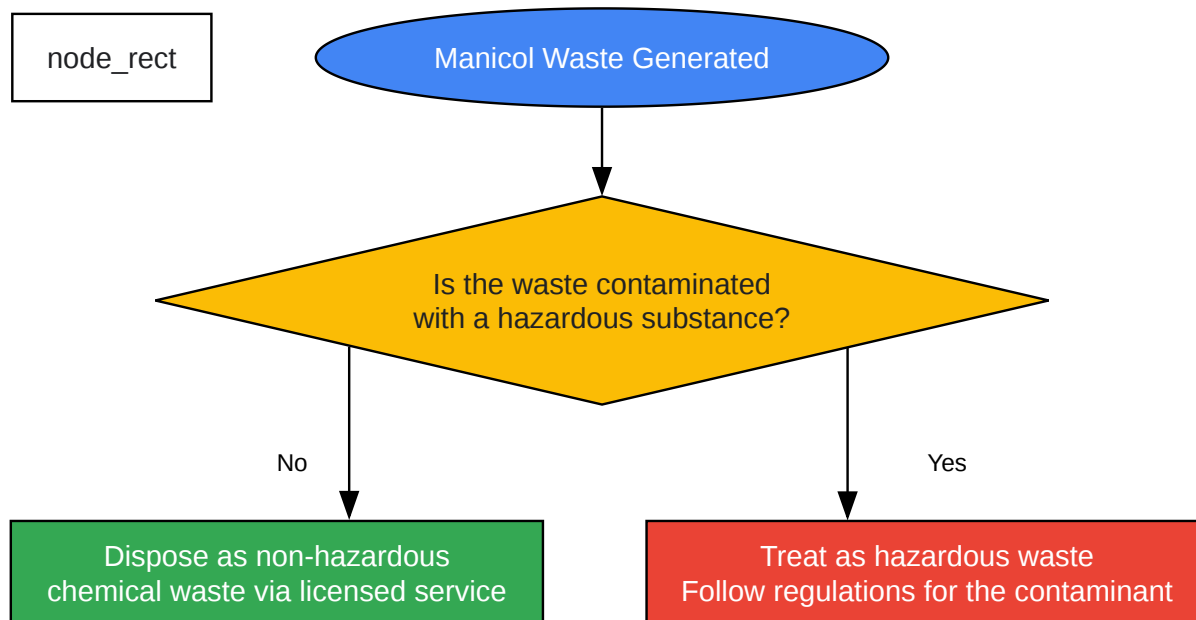 node_rect
Manicol Waste Generated
Is the waste contaminated
with a hazardous substance?
No
Yes
Dispose as non-hazardous
chemical waste via licensed service
Treat as hazardous waste
Follow regulations for the contaminant